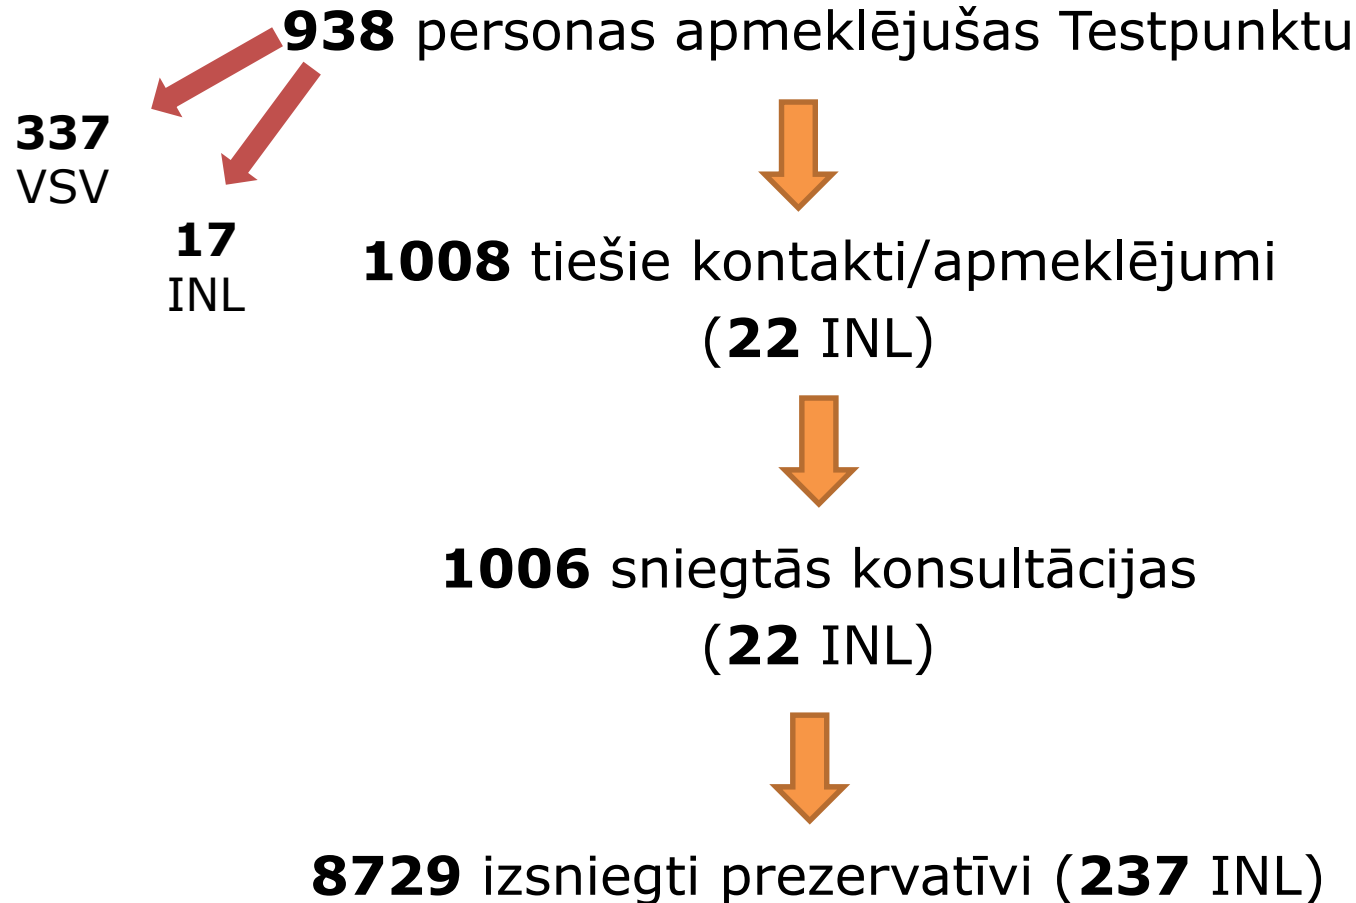 938 personas apmeklējušas Testpunktu
337
VSV
17
INL
1008 tiešie kontakti/apmeklējumi
(22 INL)
1006 sniegtās konsultācijas
(22 INL)
8729 izsniegti prezervatīvi (237 INL)